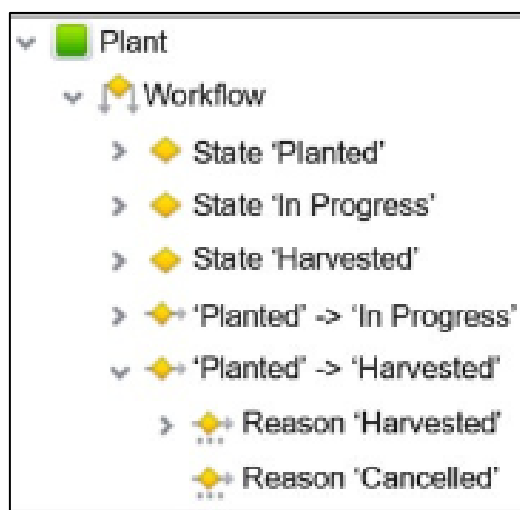 Plant
Workflow
State ‘Planted’
State ‘In Progress’
State ‘Harvested’
‘Planted’ -> ‘In Progress’
‘Planted’ -> ‘Harvested’
Reason ‘Harvested’
Reason ‘Cancelled’